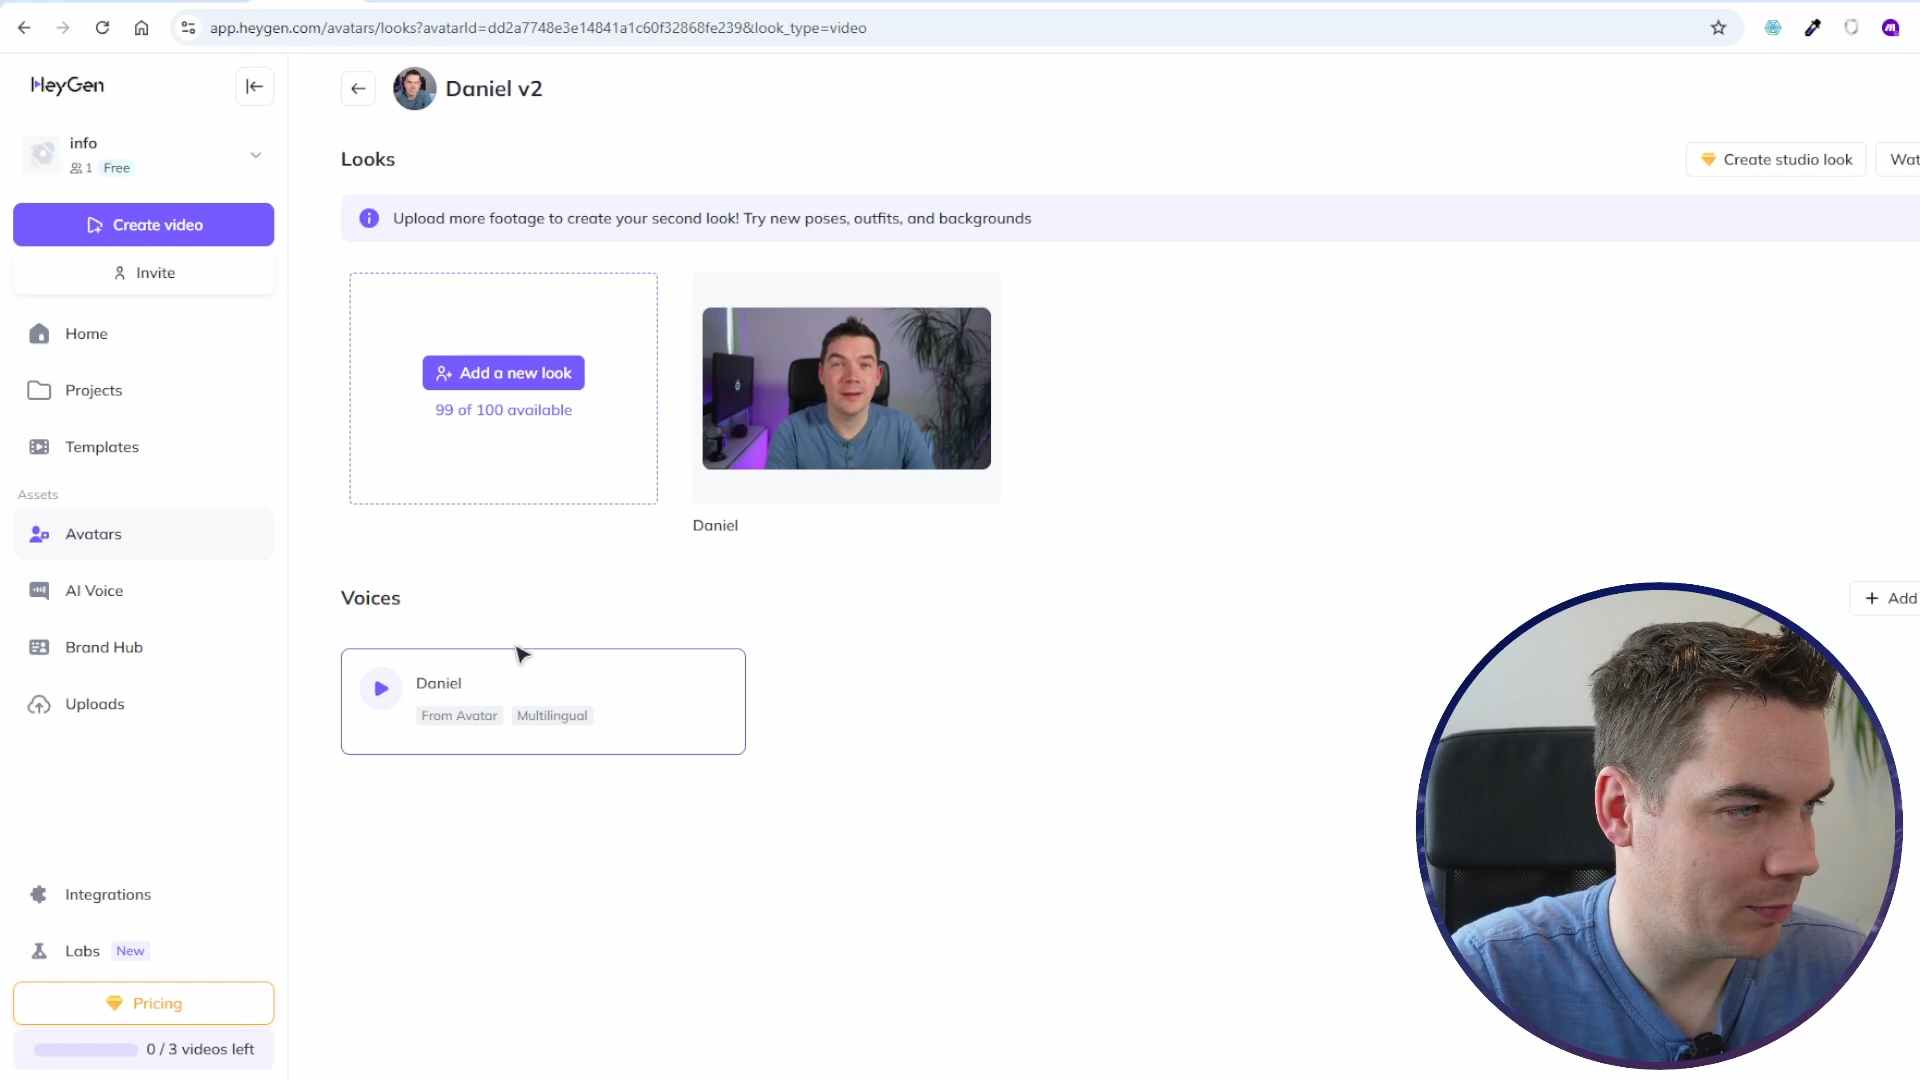 app.heygen.com/avatars/looks?avatarId=dd2a7748e3e14841a1c60f32868fe239&look_type=video
HeyGen
Daniel v2
info
1 Free
Looks
Create studio look
Wat
Create video
Upload more footage to create your second look! Try new poses, outfits, and backgrounds
Invite
Home
Add a new look
99 of 100 available
Projects
Templates
Assets
Daniel
Avatars
AI Voice
Voices
+ Add
Brand Hub
Daniel
From Avatar Multilingual
Uploads
Integrations
Labs New
Pricing
0 / 3 videos left